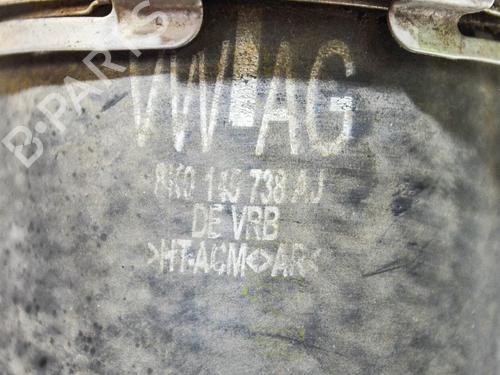 VW AG
8K0 145 738 AJ
DE VRB
>HT-ACM<>AR<
B-PARTS